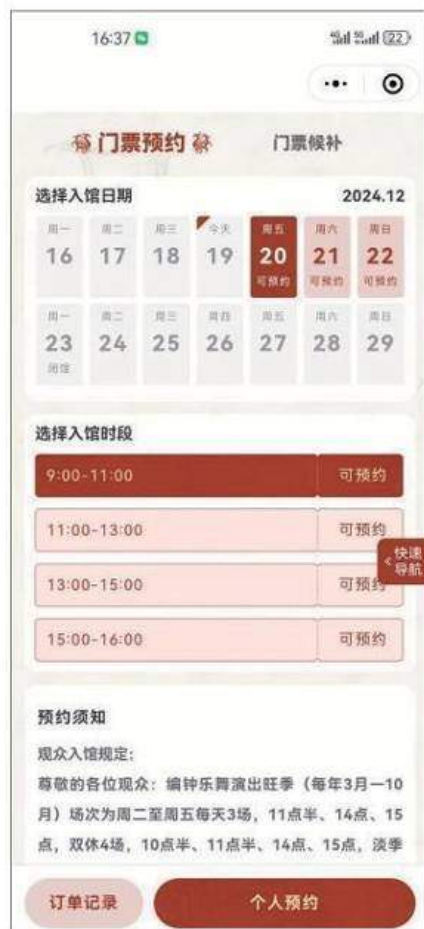 16:37
22
门票预约 门票候补
选择入馆日期 2024.12
周一 周二 周三 今天 周五 周六 周日
16 17 18 19 20 21 22
可预约 可预约 可预约
周一 周二 周三 周四 周五 周六 周日
23 24 25 26 27 28 29
闭馆
选择入馆时段
9:00-11:00 可预约
11:00-13:00 可预约
快速
导航
13:00-15:00 可预约
15:00-16:00 可预约
预约须知
观众入馆规定:
尊敬的各位观众:编钟乐舞演出旺季(每年3月—10
月)场次为周二至周五每天3场,11点半、14点、15
点,双休4场,10点半、11点半、14点、15点,淡季
订单记录 个人预约